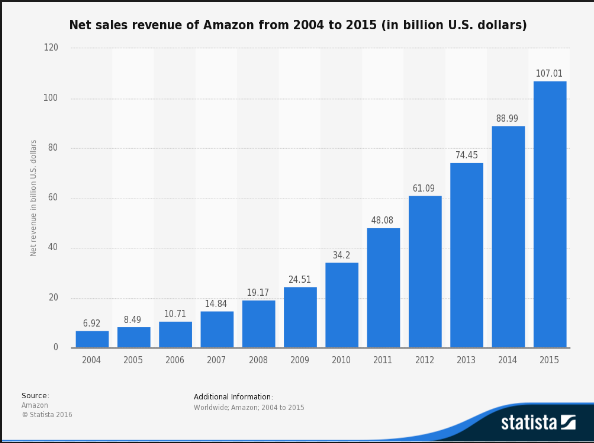 Net sales revenue of Amazon from 2004 to 2015 (in billion U.S. dollars)
Net revenue in billion U.S. dollars
120
100
80
60
40
20
0
6.92
8.49
10.71
14.84
19.17
24.51
34.2
48.08
61.09
74.45
88.99
107.01
2004 2005 2006 2007 2008 2009 2010 2011 2012 2013 2014 2015
Source:
Amazon
© Statista 2016
Additional Information:
Worldwide; Amazon; 2004 to 2015
statista